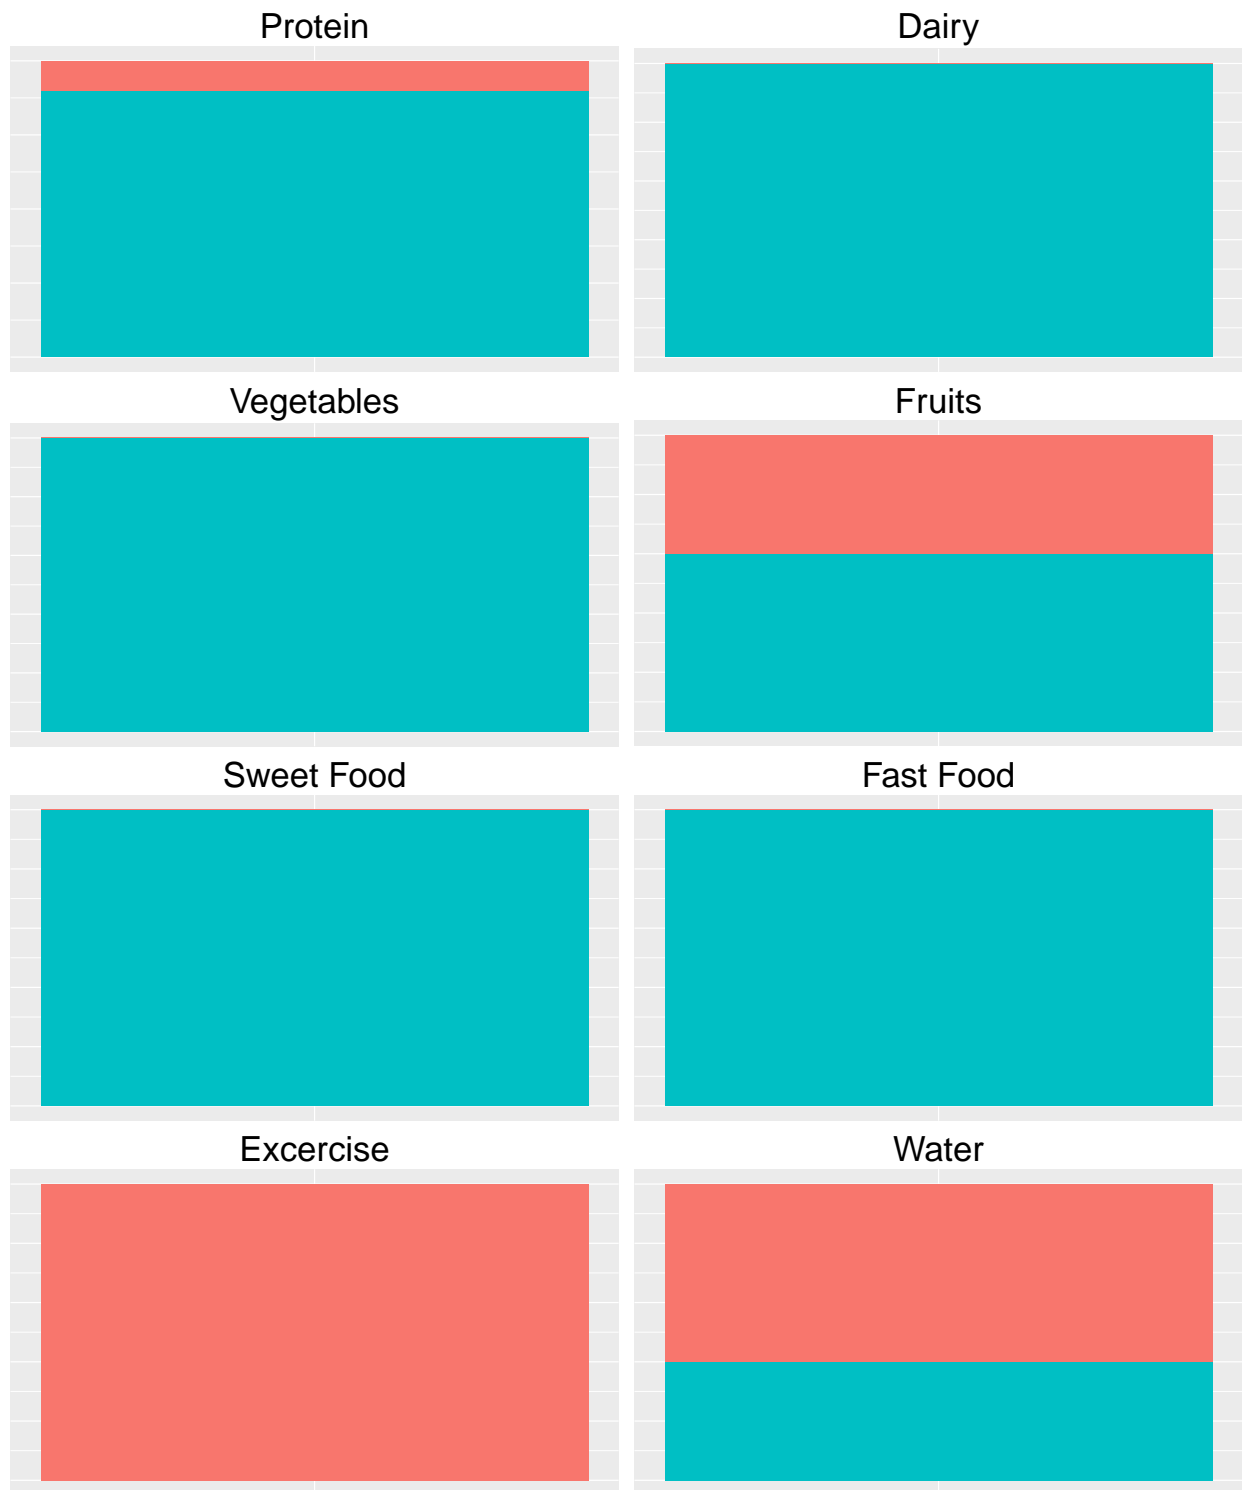 Protein
Dairy
Vegetables
Fruits
Sweet Food
Fast Food
Excercise
Water